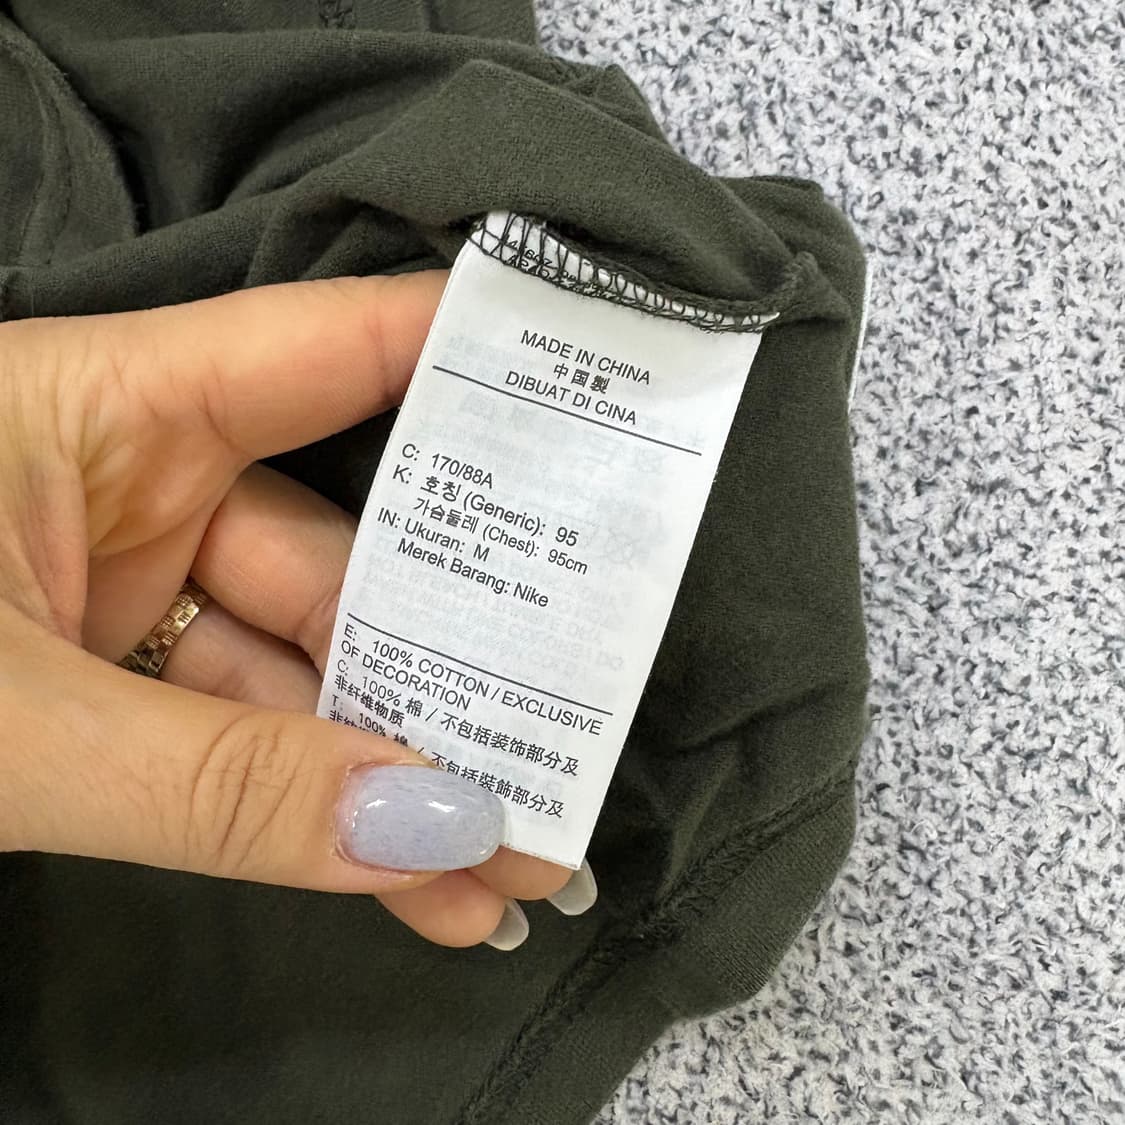 MADE IN CHINA
中国製
DIBUAT DI CINA
C: 170/88A
K: 호칭 (Generic): 95
가슴둘레 (Chest): 95cm
IN: Ukuran: M
Merek Barang: Nike
E: 100% COTTON / EXCLUSIVE
OF DECORATION
C: 100% 棉 / 不包括装饰部分及
非纤维物质
T: 100% 棉 / 不包括裝飾部分及